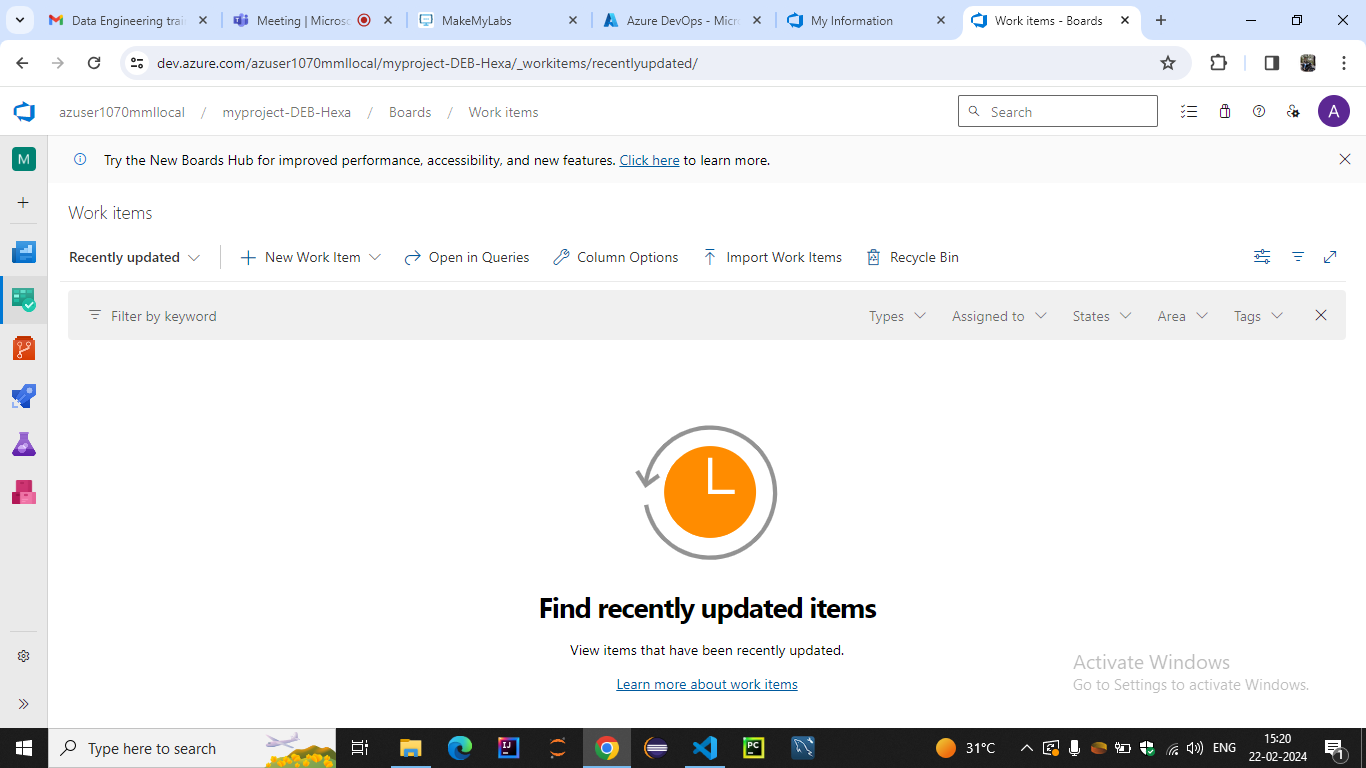 Data Engineering trai
Meeting | Microso
MakeMyLabs
Azure DevOps - Micr
My Information
Work items - Boards
dev.azure.com/azuser1070mmllocal/myproject-DEB-Hexa/_workitems/recentlyupdated/
azuser1070mmllocal / myproject-DEB-Hexa / Boards / Work items
Search
A
M
Try the New Boards Hub for improved performance, accessibility, and new features. Click here to learn more.
Work items
Recently updated
New Work Item
Open in Queries
Column Options
Import Work Items
Recycle Bin
Filter by keyword
Types
Assigned to
States
Area
Tags
Find recently updated items
View items that have been recently updated.
Learn more about work items
Activate Windows
Go to Settings to activate Windows.
Type here to search
IJ
PC
31°C
ENG
15:20
22-02-2024
1